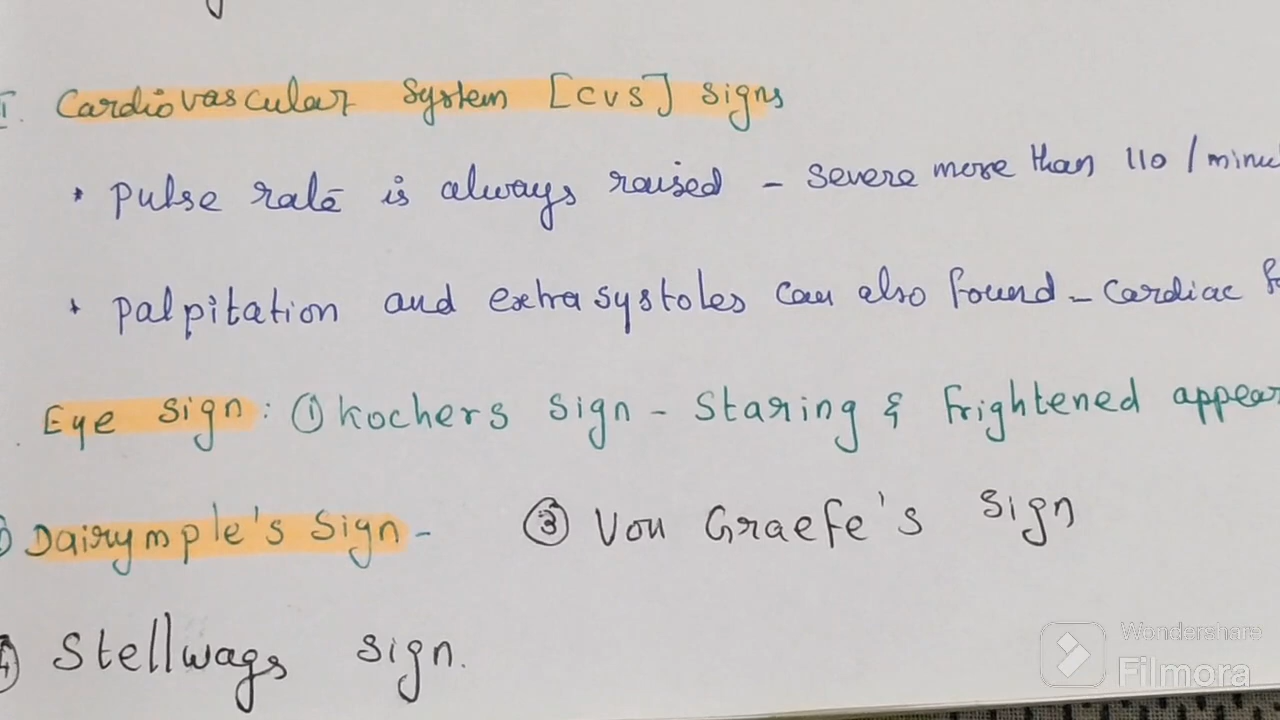 I. Cardiovascular System [CVS] signs
* pulse rate is always raised - severe more than 110 / minu
* palpitation and extrasystoles can also found - cardiac f
Eye sign: ① Kochers sign - Staring & Frightened appear
Dairymple's Sign - ③ Von Graefe's sign
④ Stellwags sign.
Wondershare
Filmora